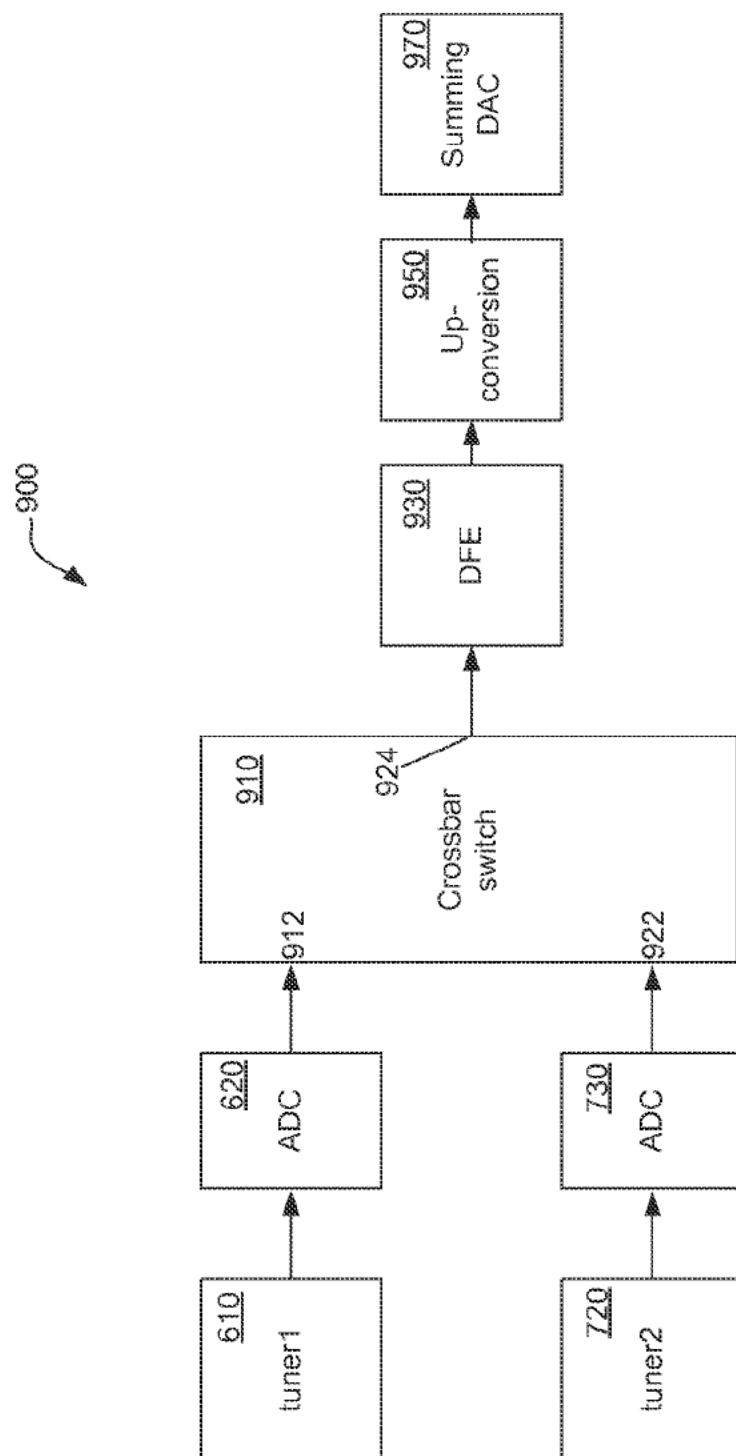 900
610
tuner1
620
ADC
720
tuner2
730
ADC
912
922
910
Crossbar
switch
924
930
DFE
950
Up-
conversion
970
Summing
DAC